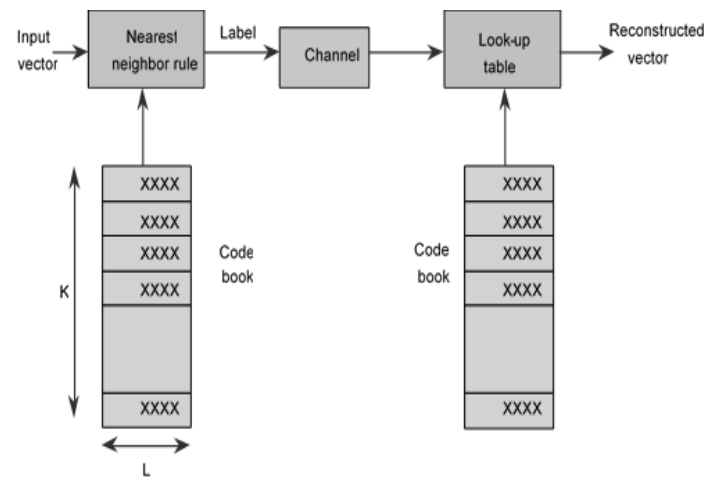 Input
vector
Nearest
neighbor rule
Label
Channel
Look-up
table
Reconstructed
vector
XXXX
XXXX
XXXX
XXXX
XXXX
K
L
Code
book
Code
book
XXXX
XXXX
XXXX
XXXX
XXXX